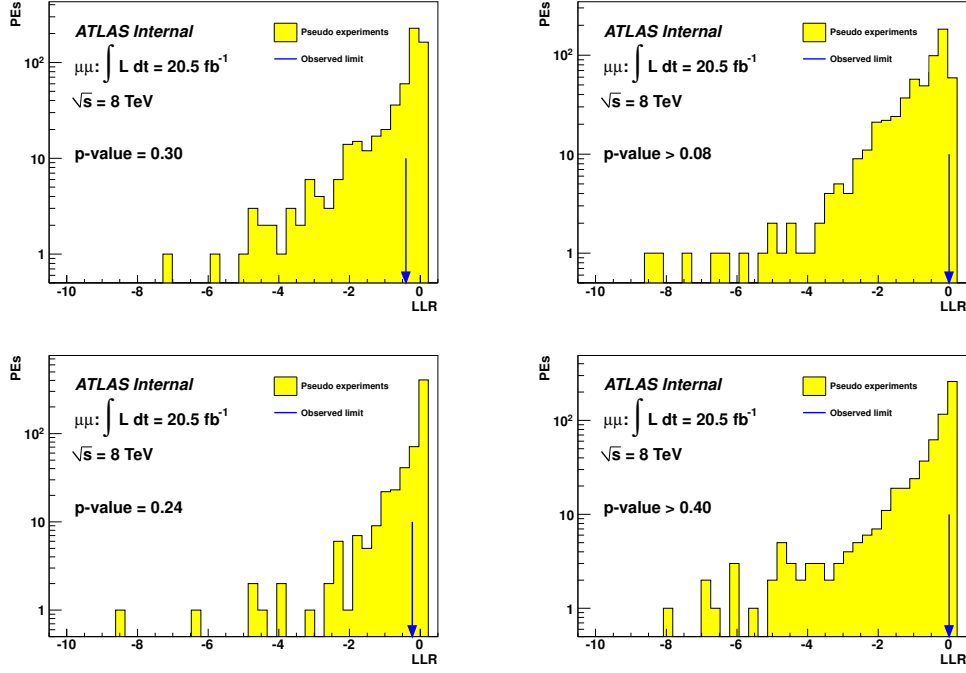 PEs
ATLAS Internal
μμ: ∫ L dt = 20.5 fb⁻¹
√s = 8 TeV
p-value = 0.30
Pseudo experiments
Observed limit
10²
10
1
-10 -8 -6 -4 -2 0
LLR
PEs
ATLAS Internal
μμ: ∫ L dt = 20.5 fb⁻¹
√s = 8 TeV
p-value > 0.08
Pseudo experiments
Observed limit
10²
10
1
-10 -8 -6 -4 -2 0
LLR
PEs
ATLAS Internal
μμ: ∫ L dt = 20.5 fb⁻¹
√s = 8 TeV
p-value = 0.24
Pseudo experiments
Observed limit
10²
10
1
-10 -8 -6 -4 -2 0
LLR
PEs
ATLAS Internal
μμ: ∫ L dt = 20.5 fb⁻¹
√s = 8 TeV
p-value > 0.40
Pseudo experiments
Observed limit
10²
10
1
-10 -8 -6 -4 -2 0
LLR